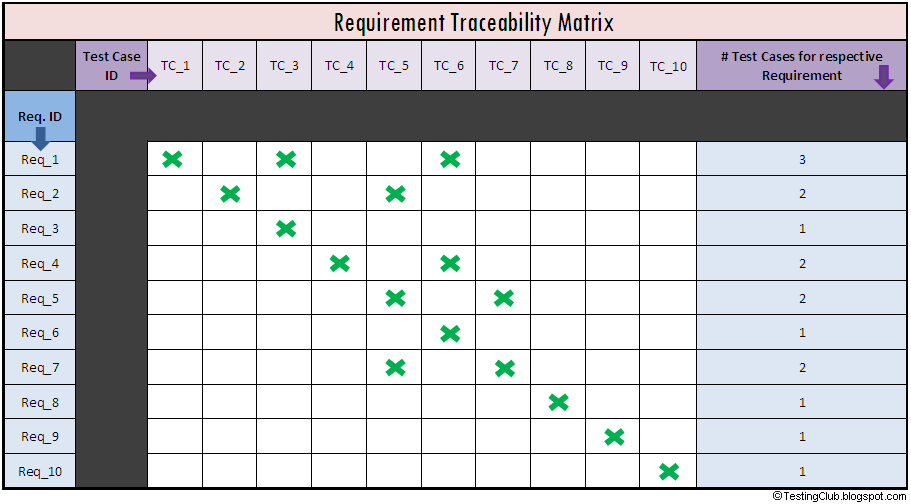 Requirement Traceability Matrix
Test Case
ID
TC_1
TC_2
TC_3
TC_4
TC_5
TC_6
TC_7
TC_8
TC_9
TC_10
# Test Cases for respective
Requirement
Req. ID
Req_1 3
Req_2 2
Req_3 1
Req_4 2
Req_5 2
Req_6 1
Req_7 2
Req_8 1
Req_9 1
Req_10 1
©TestingClub.blogspot.com